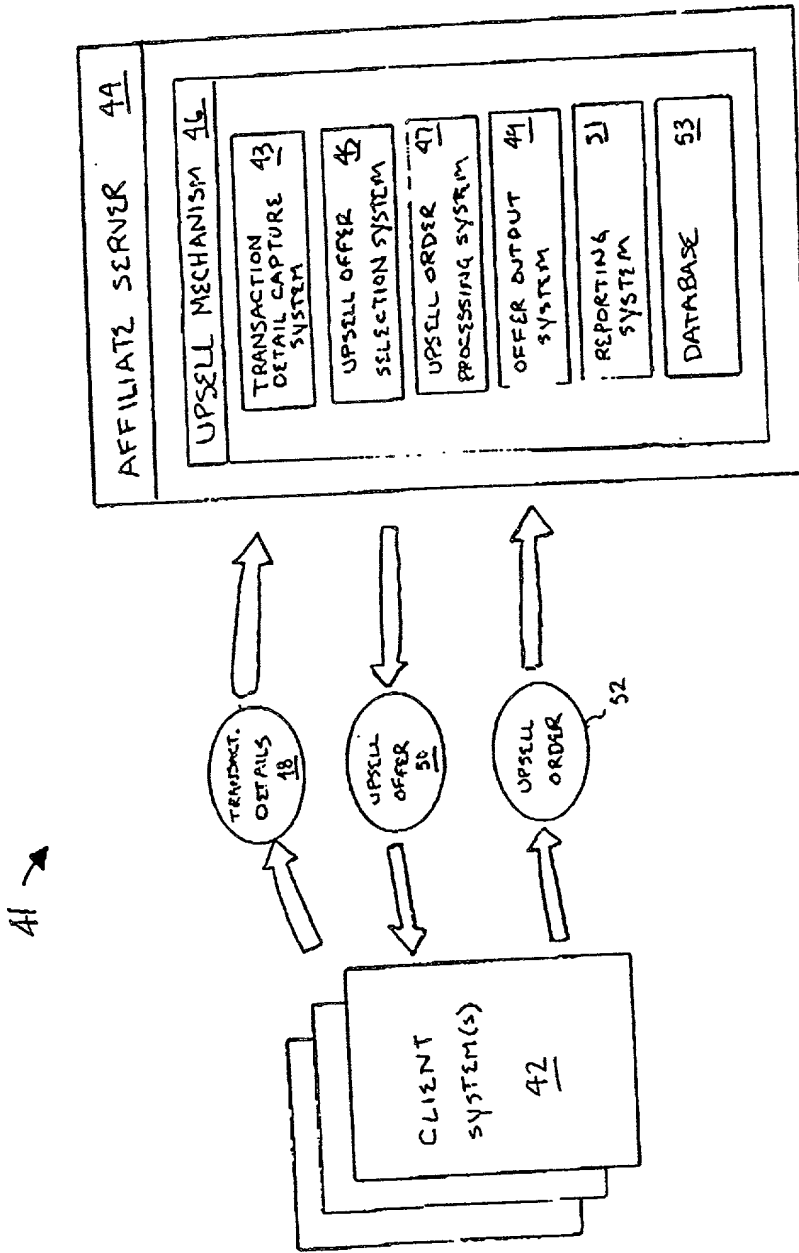 41
AFFILIATE SERVER 44
UPSELL MECHANISM 46
TRANSACTION
DETAIL CAPTURE 43
SYSTEM
UPSELL OFFER 45
SELECTION SYSTEM
UPSELL ORDER 47
PROCESSING SYSTEM
OFFER OUTPUT 49
SYSTEM
REPORTING 51
SYSTEM
DATABASE 53
TRANSACT.
DETAILS
48
UPSELL
OFFER
50
UPSELL
ORDER
52
CLIENT
SYSTEM(S)
42